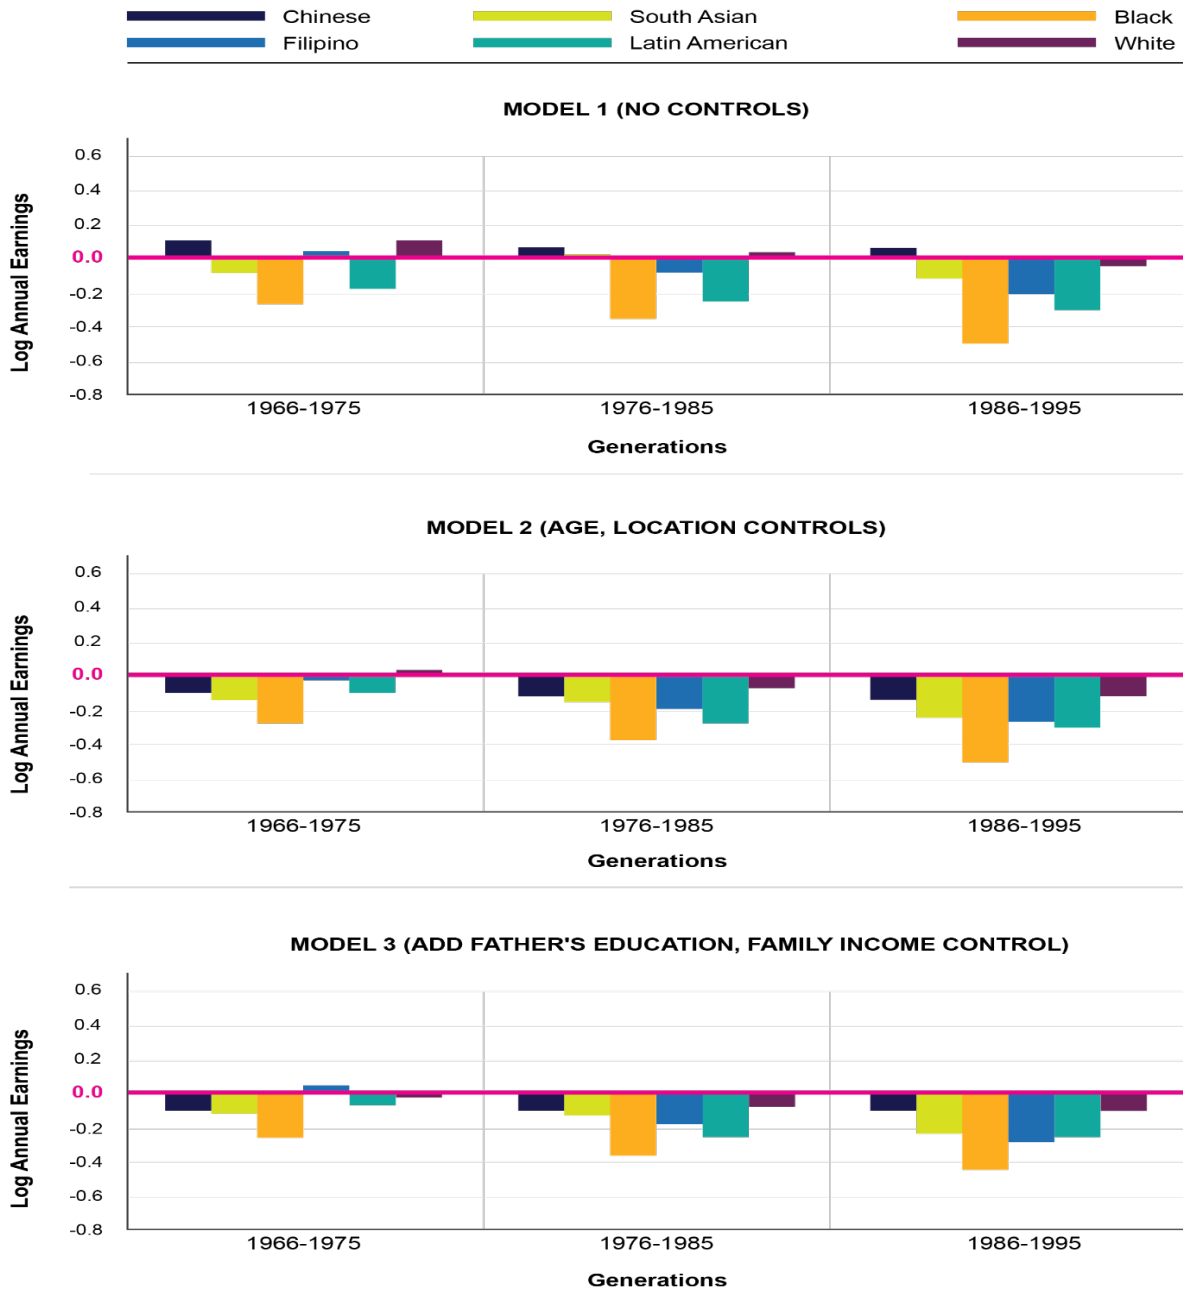 Chinese South Asian Black
Filipino Latin American White
MODEL 1 (NO CONTROLS)
Log Annual Earnings
0.6
0.4
0.2
0.0
-0.2
-0.4
-0.6
-0.8
1966-1975 1976-1985 1986-1995
Generations
MODEL 2 (AGE, LOCATION CONTROLS)
Log Annual Earnings
0.6
0.4
0.2
0.0
-0.2
-0.4
-0.6
-0.8
1966-1975 1976-1985 1986-1995
Generations
MODEL 3 (ADD FATHER'S EDUCATION, FAMILY INCOME CONTROL)
Log Annual Earnings
0.6
0.4
0.2
0.0
-0.2
-0.4
-0.6
-0.8
1966-1975 1976-1985 1986-1995
Generations